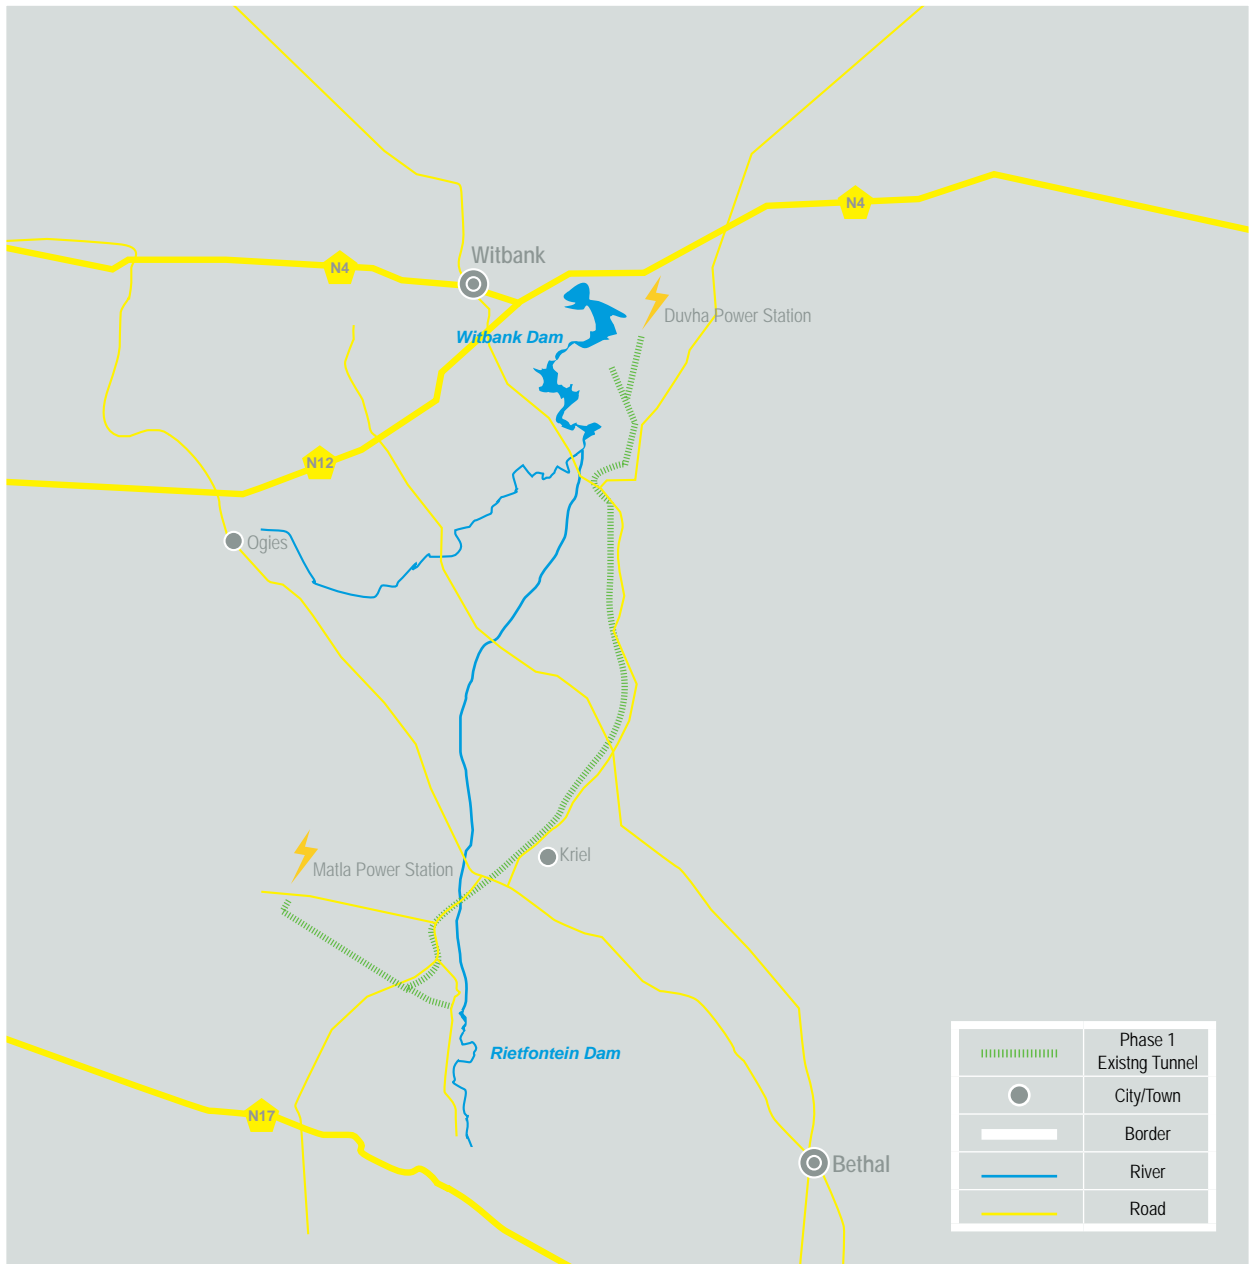 N4
Witbank
N4
Duvha Power Station
Witbank Dam
N12
Ogies
Kriel
Matla Power Station
Rietfontein Dam
N17
Bethal
Phase 1
Existng Tunnel
City/Town
Border
River
Road